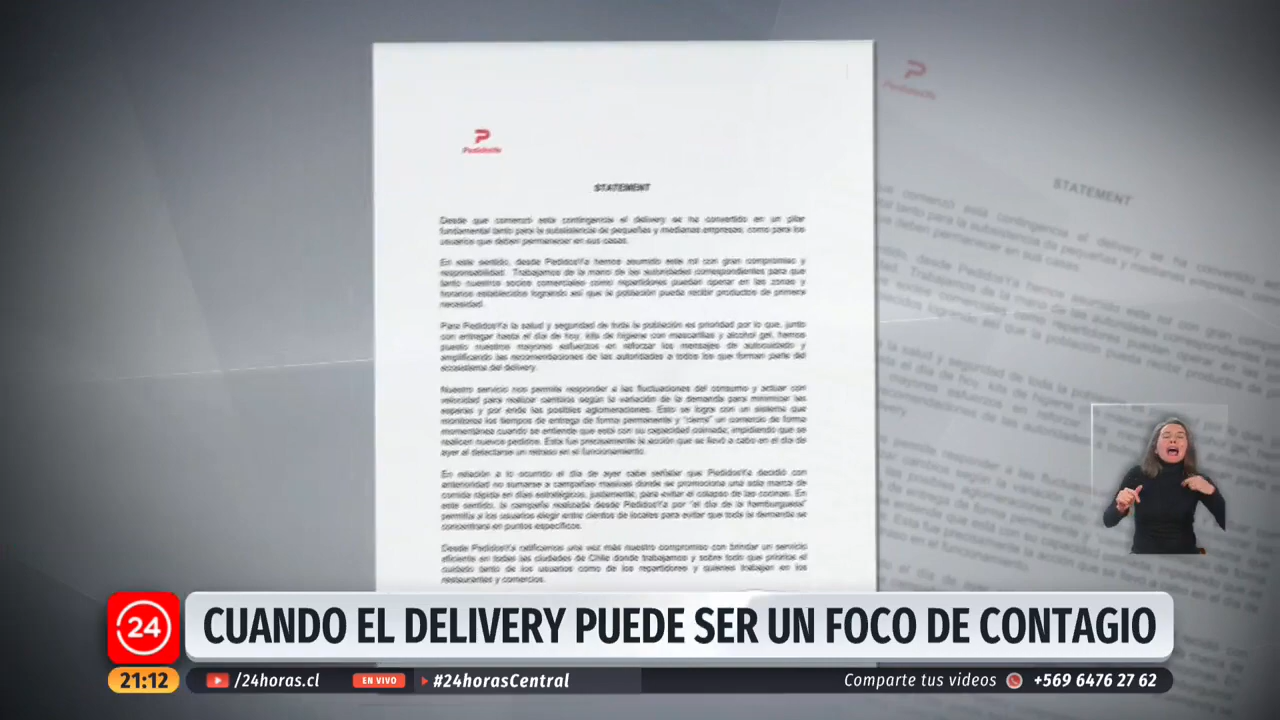 PedidosYa
STATEMENT
Desde que comenzó esta contingencia el delivery se ha convertido en un pilar
fundamental tanto para la subsistencia de pequeñas y medianas empresas, como para los
usuarios que deben permanecer en sus casas.
En este sentido, desde PedidosYa hemos asumido este rol con gran compromiso y
responsabilidad. Trabajamos de la mano de las autoridades correspondientes para que
tanto nuestros socios comerciales como repartidores puedan operar en las zonas y
horarios establecidos logrando así que la población pueda recibir productos de primera
necesidad.
Para PedidosYa la salud y seguridad de toda la población es prioridad por lo que, junto
con entregar hasta el día de hoy, kits de higiene con mascarillas y alcohol gel, hemos
puesto nuestros mayores esfuerzos en reforzar los mensajes de autocuidado y
amplificando las recomendaciones de las autoridades a todos los que forman parte del
ecosistema del delivery.
Nuestro servicio nos permite responder a las fluctuaciones del consumo y actuar con
velocidad para realizar cambios según la variación de la demanda para minimizar las
esperas y por ende las posibles aglomeraciones. Esto se logra con un sistema que
monitorea los tiempos de entrega de forma permanente y "cierra" un comercio de forma
momentánea cuando se entiende que está con su capacidad colmada, impidiendo que se
realicen nuevos pedidos. Esta fue precisamente la acción que se llevó a cabo en el día de
ayer al detectarse un retraso en el funcionamiento.
En relación a lo ocurrido el día de ayer cabe señalar que PedidosYa decidió con
anterioridad no sumarse a campañas masivas donde se promociona una sola marca de
comida rápida en días estratégicos, justamente, para evitar el colapso de las cocinas. En
este sentido, la campaña realizada desde PedidosYa por "el día de la hamburguesa"
permitía a los usuarios elegir entre cientos de locales para evitar que toda la demanda se
concentrara en puntos específicos.
Desde PedidosYa ratificamos una vez más nuestro compromiso con brindar un servicio
eficiente en todas las ciudades de Chile donde trabajamos y sobre todo que priorice el
cuidado tanto de los usuarios como de los repartidores y quienes trabajan en los
restaurantes y comercios.
STATEMENT
24
CUANDO EL DELIVERY PUEDE SER UN FOCO DE CONTAGIO
21:12
/24horas.cl
EN VIVO
#24horasCentral
Comparte tus videos
+569 6476 27 62